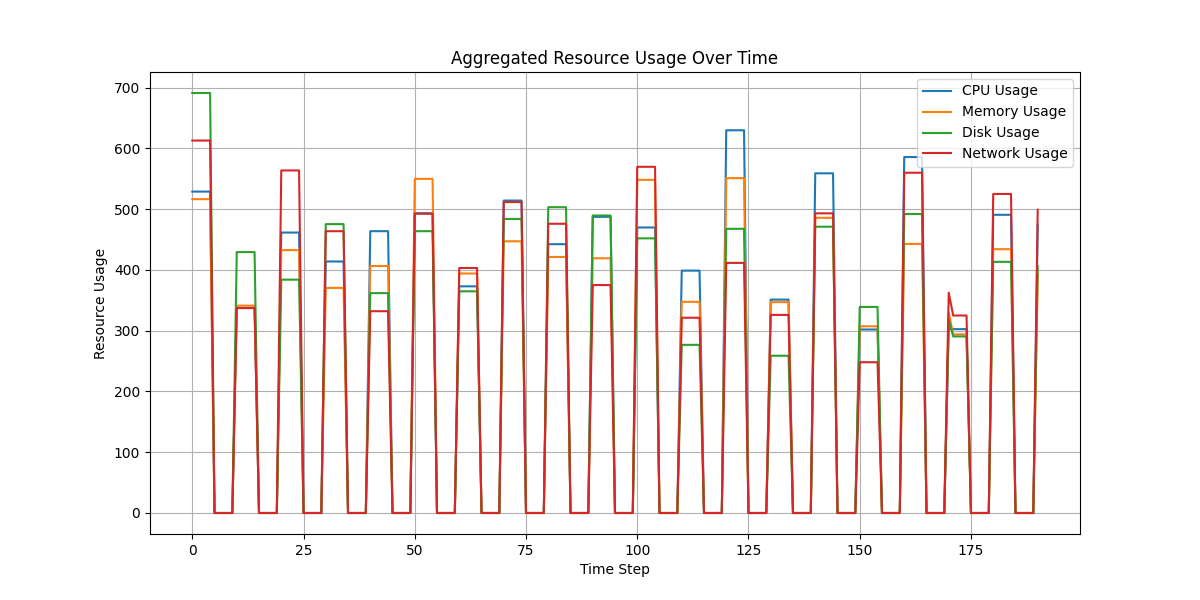 Aggregated Resource Usage Over Time
Resource Usage
700
600
500
400
300
200
100
0
CPU Usage
Memory Usage
Disk Usage
Network Usage
0 25 50 75 100 125 150 175
Time Step